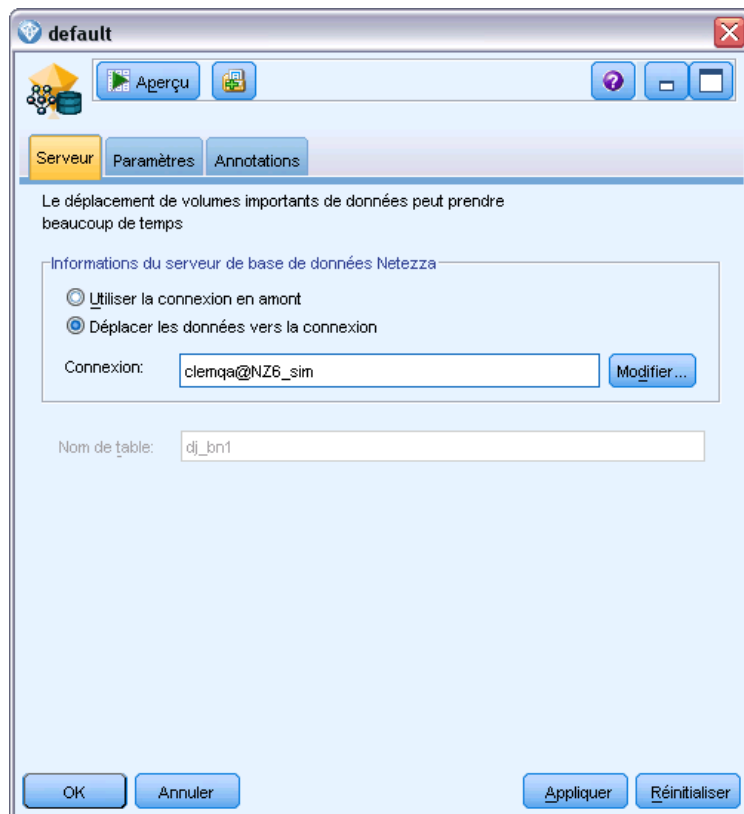 default
Aperçu
Serveur Paramètres Annotations
Le déplacement de volumes importants de données peut prendre
beaucoup de temps
Informations du serveur de base de données Netezza
Utiliser la connexion en amont
Déplacer les données vers la connexion
Connexion: clemqa@NZ6_sim Modifier...
Nom de table: dj_bn1
OK Annuler Appliquer Réinitialiser